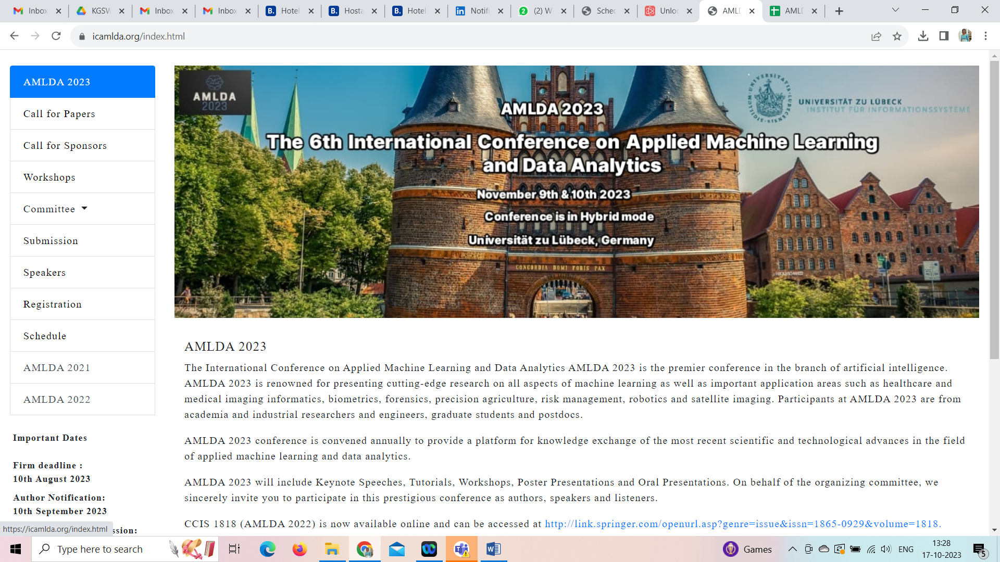 Inbox
KGSW
Inbox
Inbox
B. Hotel
B. Hosta
B. Hotel
in Notifi
2 (2) W
Sched
Unloc
AMLD
AMLD
icamlda.org/index.html
AMLDA 2023
Call for Papers
Call for Sponsors
Workshops
Committee
Submission
Speakers
Registration
Schedule
AMLDA 2021
AMLDA 2022
Important Dates
Firm deadline :
10th August 2023
Author Notification:
10th September 2023
ssion:
https://icamlda.org/index.html
AMLDA
2023
UNIVERSITÄT ZU LÜBECK
INSTITUT FÜR INFORMATIONSSYSTEME
AMLDA 2023
The 6th International Conference on Applied Machine Learning
and Data Analytics
November 9th & 10th 2023
Conference is in Hybrid mode
Universität zu Lübeck, Germany
CONCORDIA DOMI FORIS PAX
AMLDA 2023
The International Conference on Applied Machine Learning and Data Analytics AMLDA 2023 is the premier conference in the branch of artificial intelligence.
AMLDA 2023 is renowned for presenting cutting-edge research on all aspects of machine learning as well as important application areas such as healthcare and
medical imaging informatics, biometrics, forensics, precision agriculture, risk management, robotics and satellite imaging. Participants at AMLDA 2023 are from
academia and industrial researchers and engineers, graduate students and postdocs.
AMLDA 2023 conference is convened annually to provide a platform for knowledge exchange of the most recent scientific and technological advances in the field
of applied machine learning and data analytics.
AMLDA 2023 will include Keynote Speeches, Tutorials, Workshops, Poster Presentations and Oral Presentations. On behalf of the organizing committee, we
sincerely invite you to participate in this prestigious conference as authors, speakers and listeners.
CCIS 1818 (AMLDA 2022) is now available online and can be accessed at http://link.springer.com/openurl.asp?genre=issue&issn=1865-0929&volume=1818.
Type here to search
Games
ENG
13:28
17-10-2023
5